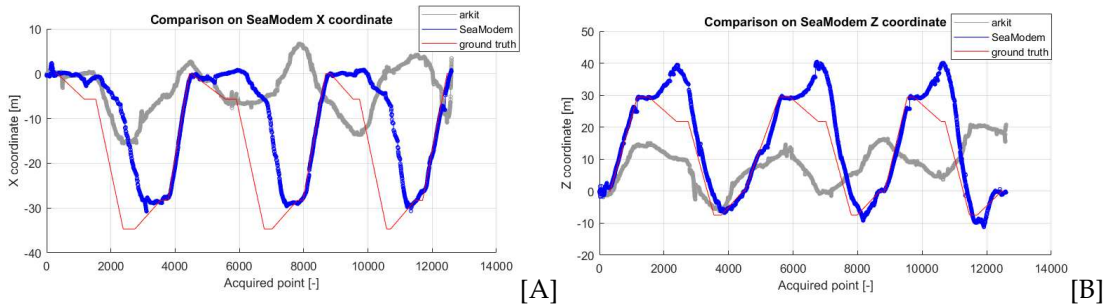 Comparison on SeaModem X coordinate
arkit
SeaModem
ground truth
10
0
-10
-20
-30
-40
X coordinate [m]
0 2000 4000 6000 8000 10000 12000 14000
Acquired point [-]
[A]
Comparison on SeaModem Z coordinate
arkit
SeaModem
ground truth
50
40
30
20
10
0
-10
-20
Z coordinate [m]
0 2000 4000 6000 8000 10000 12000 14000
Acquired point [-]
[B]